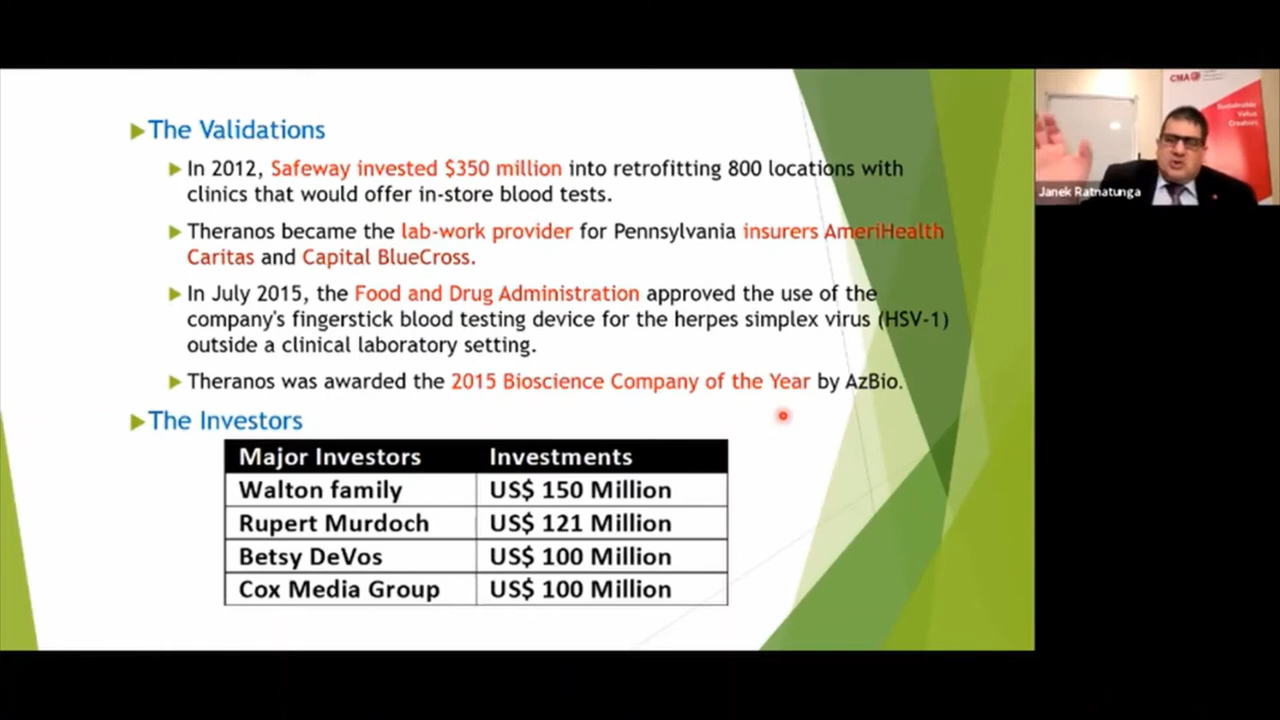 The Validations
In 2012, Safeway invested $350 million into retrofitting 800 locations with
clinics that would offer in-store blood tests.
Theranos became the lab-work provider for Pennsylvania insurers AmeriHealth
Caritas and Capital BlueCross.
In July 2015, the Food and Drug Administration approved the use of the
company's fingerstick blood testing device for the herpes simplex virus (HSV-1)
outside a clinical laboratory setting.
Theranos was awarded the 2015 Bioscience Company of the Year by AzBio.
The Investors
Major Investors Investments
Walton family US$ 150 Million
Rupert Murdoch US$ 121 Million
Betsy DeVos US$ 100 Million
Cox Media Group US$ 100 Million
CMA
Sustainable
Value
Creators
Janek Ratnatunga